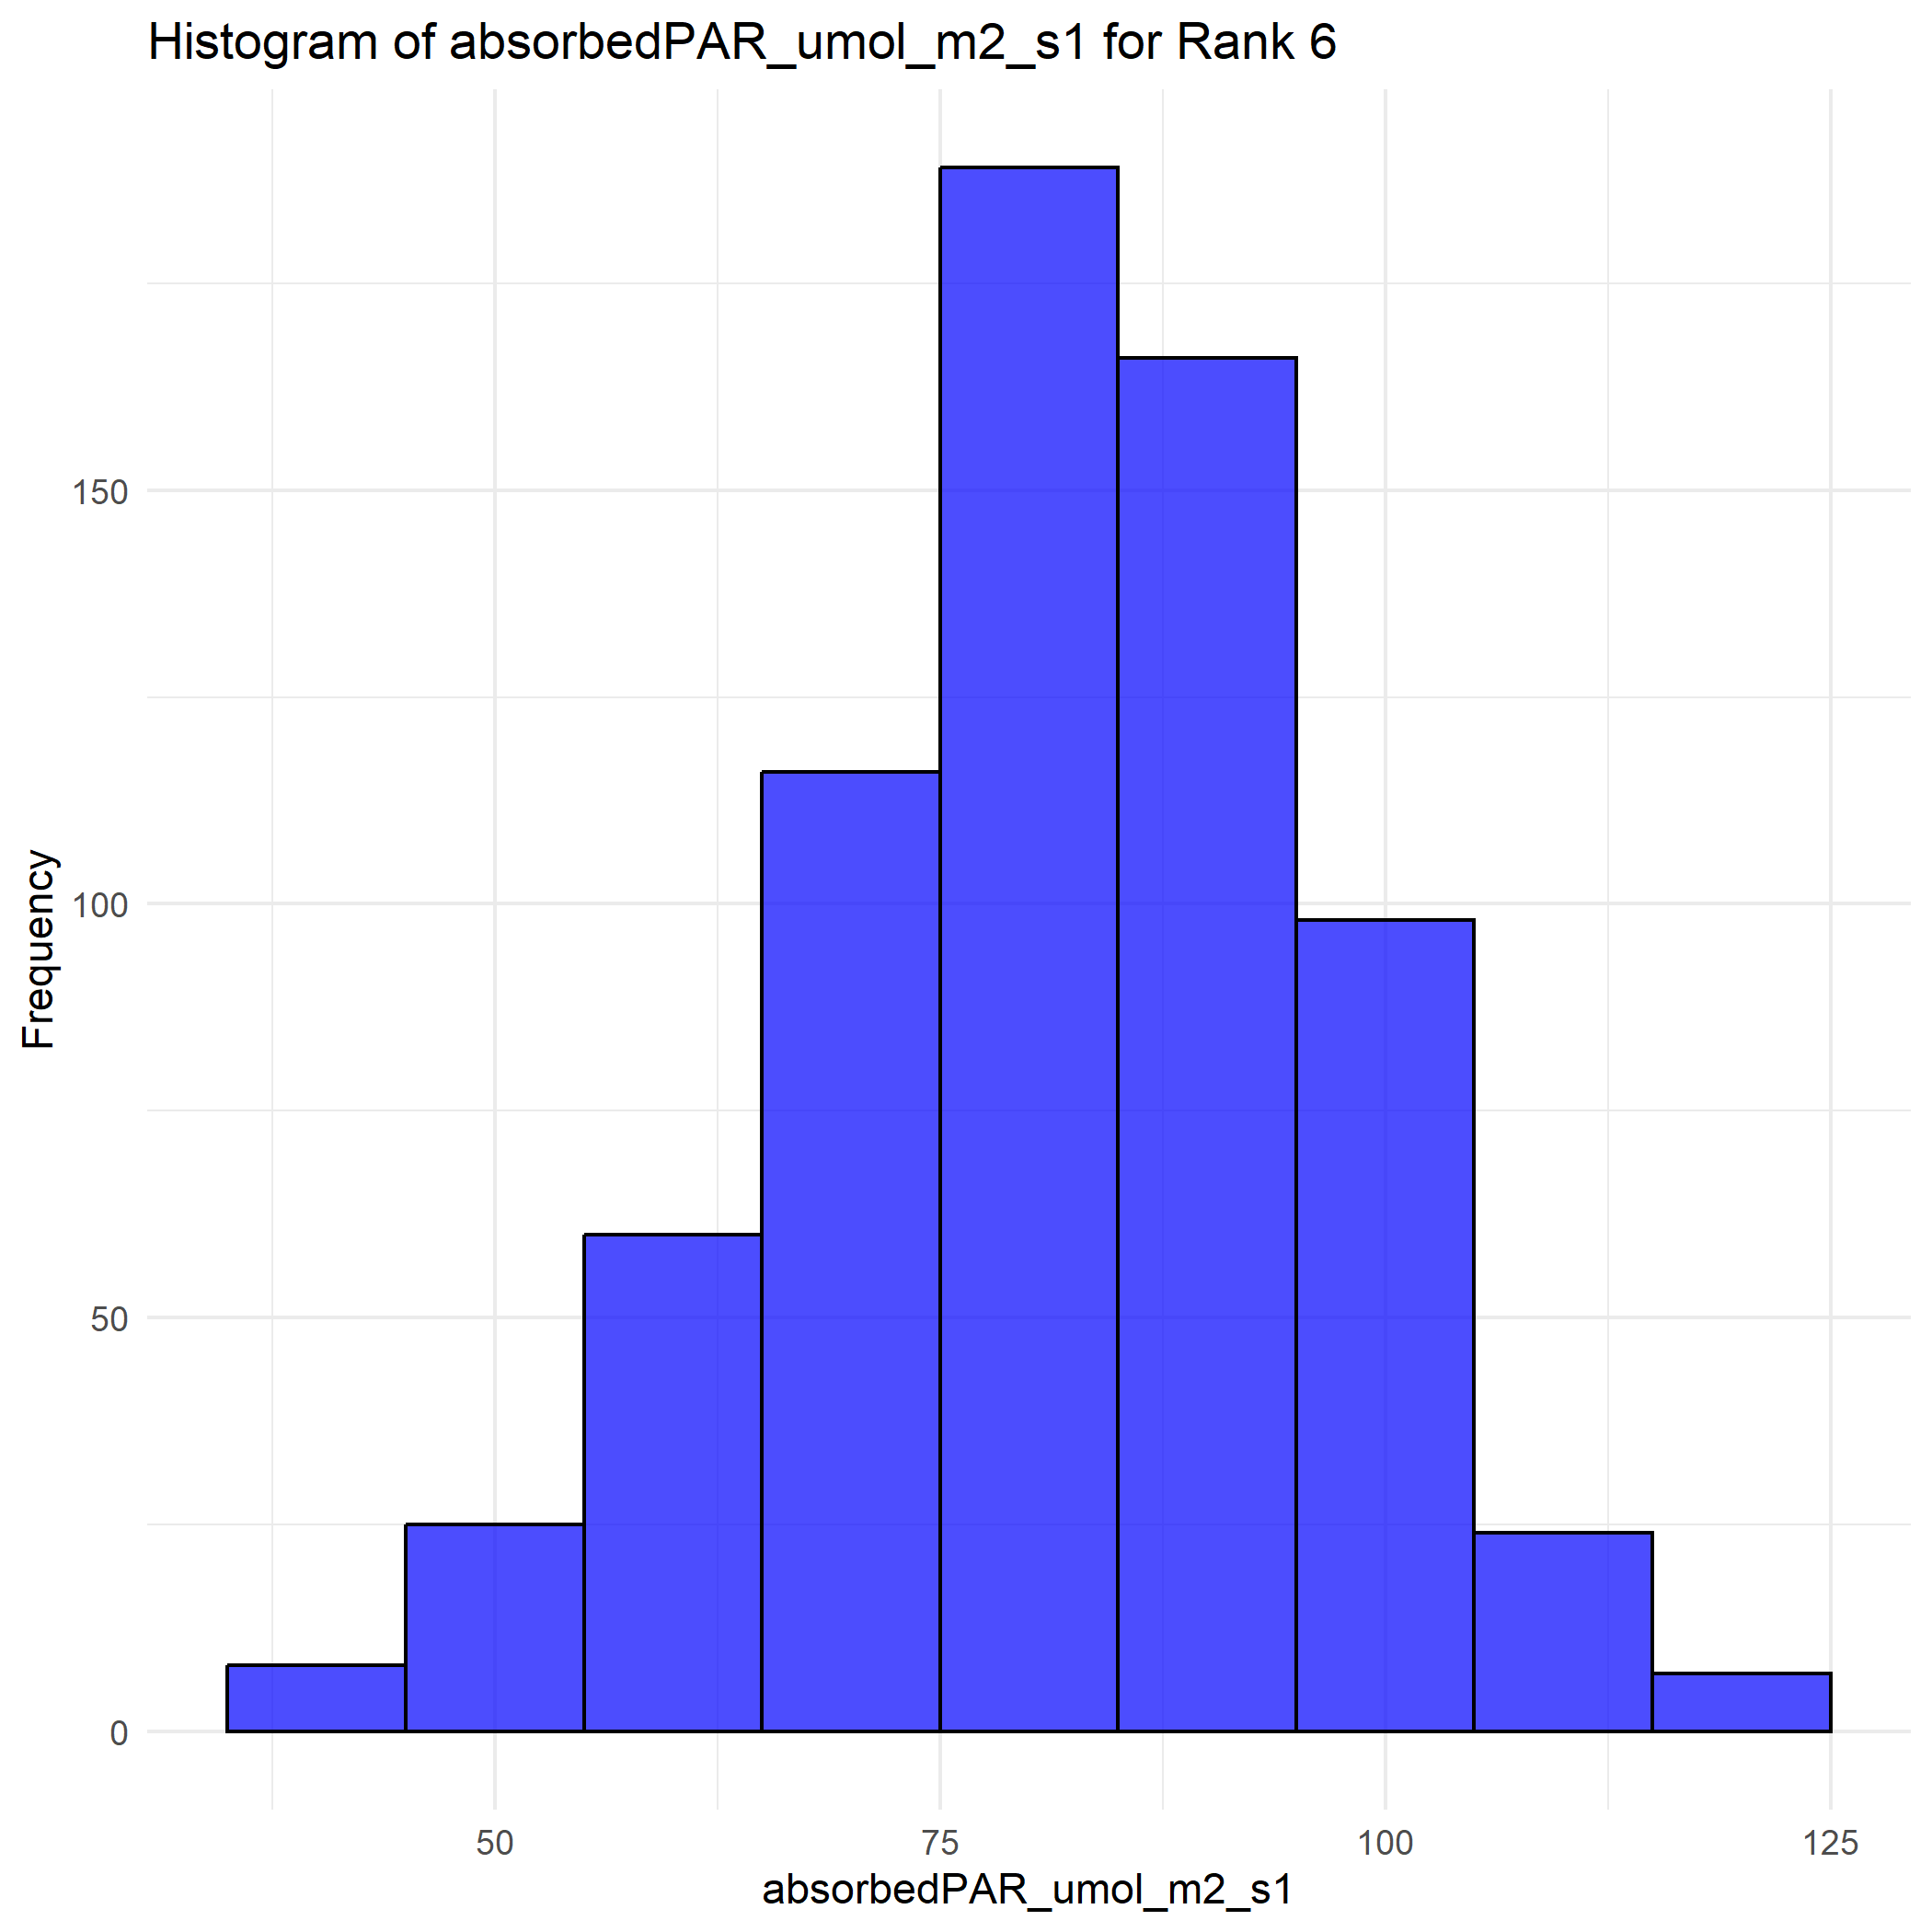 Histogram of absorbedPAR_umol_m2_s1 for Rank 6
Frequency
150
100
50
0
50 75 100 125
absorbedPAR_umol_m2_s1